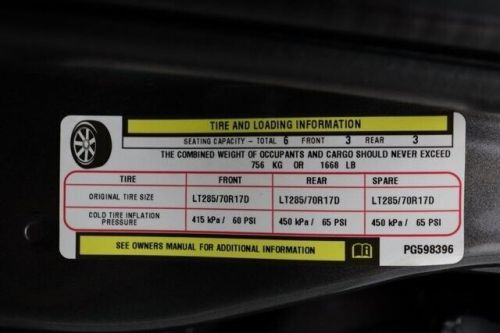 TIRE AND LOADING INFORMATION
SEATING CAPACITY - TOTAL 6 FRONT 3 REAR 3
THE COMBINED WEIGHT OF OCCUPANTS AND CARGO SHOULD NEVER EXCEED
756 KG OR 1668 LB
TIRE FRONT REAR SPARE
ORIGINAL TIRE SIZE LT285/70R17D LT285/70R17D LT285/70R17D
COLD TIRE INFLATION PRESSURE 415 kPa / 60 PSI 450 kPa / 65 PSI 450 kPa / 65 PSI
SEE OWNERS MANUAL FOR ADDITIONAL INFORMATION PG598396